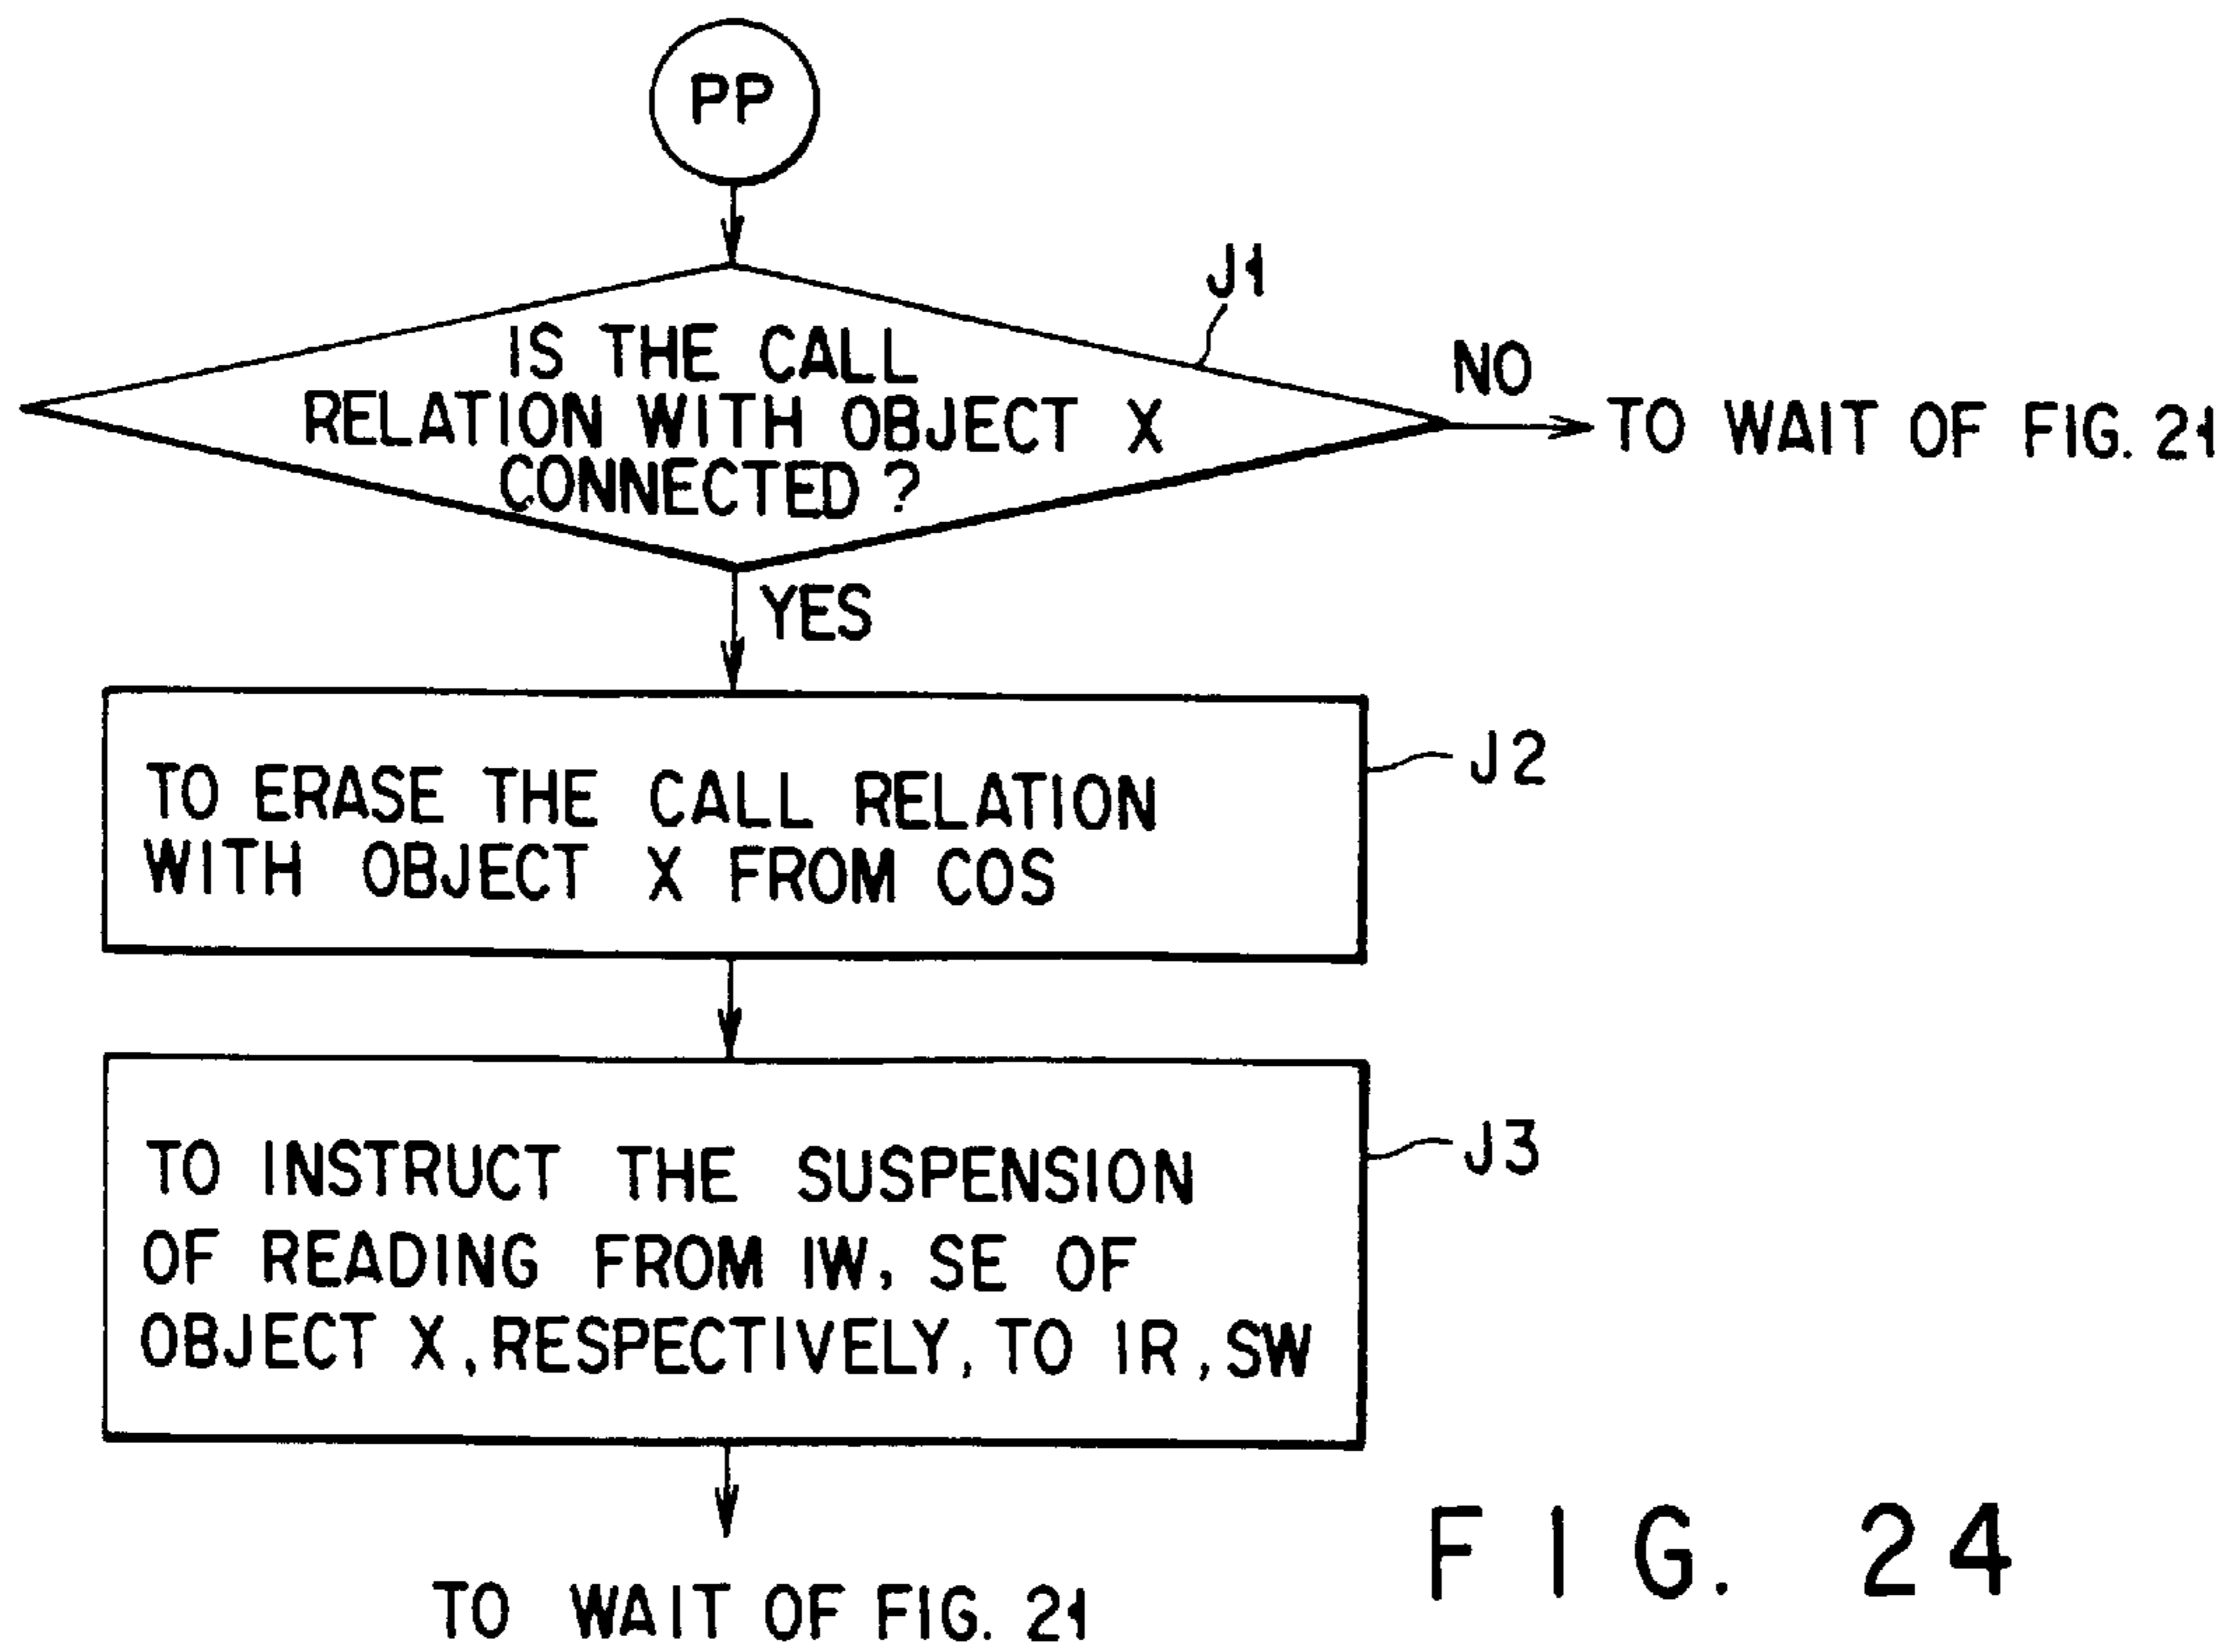 PP
J1
IS THE CALL
RELATION WITH OBJECT X
CONNECTED ?
NO
TO WAIT OF FIG. 21
YES
J2
TO ERASE THE CALL RELATION
WITH OBJECT X FROM COS
J3
TO INSTRUCT THE SUSPENSION
OF READING FROM IW, SE OF
OBJECT X, RESPECTIVELY, TO IR, SW
TO WAIT OF FIG. 21
FIG. 24